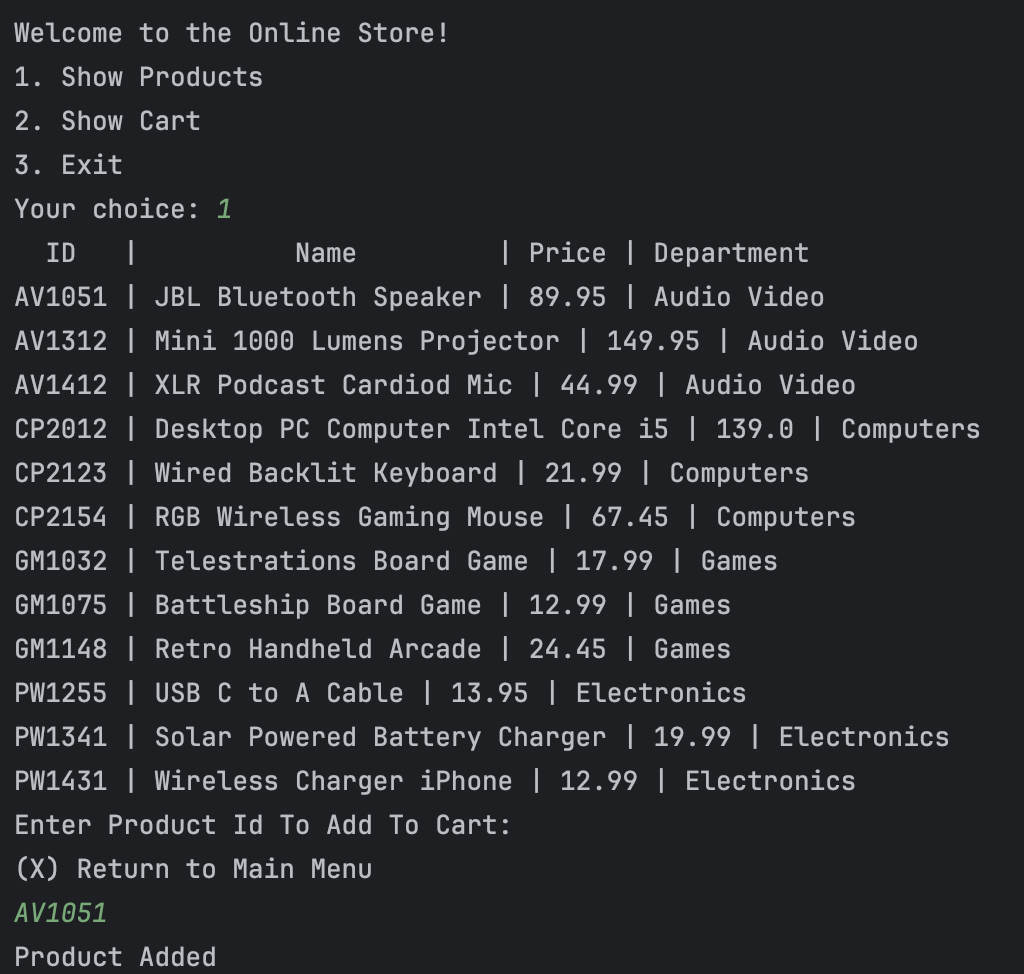 Welcome to the Online Store!
1. Show Products
2. Show Cart
3. Exit
Your choice: 1
  ID   |          Name         | Price | Department
AV1051 | JBL Bluetooth Speaker | 89.95 | Audio Video
AV1312 | Mini 1000 Lumens Projector | 149.95 | Audio Video
AV1412 | XLR Podcast Cardiod Mic | 44.99 | Audio Video
CP2012 | Desktop PC Computer Intel Core i5 | 139.0 | Computers
CP2123 | Wired Backlit Keyboard | 21.99 | Computers
CP2154 | RGB Wireless Gaming Mouse | 67.45 | Computers
GM1032 | Telestrations Board Game | 17.99 | Games
GM1075 | Battleship Board Game | 12.99 | Games
GM1148 | Retro Handheld Arcade | 24.45 | Games
PW1255 | USB C to A Cable | 13.95 | Electronics
PW1341 | Solar Powered Battery Charger | 19.99 | Electronics
PW1431 | Wireless Charger iPhone | 12.99 | Electronics
Enter Product Id To Add To Cart:
(X) Return to Main Menu
AV1051
Product Added